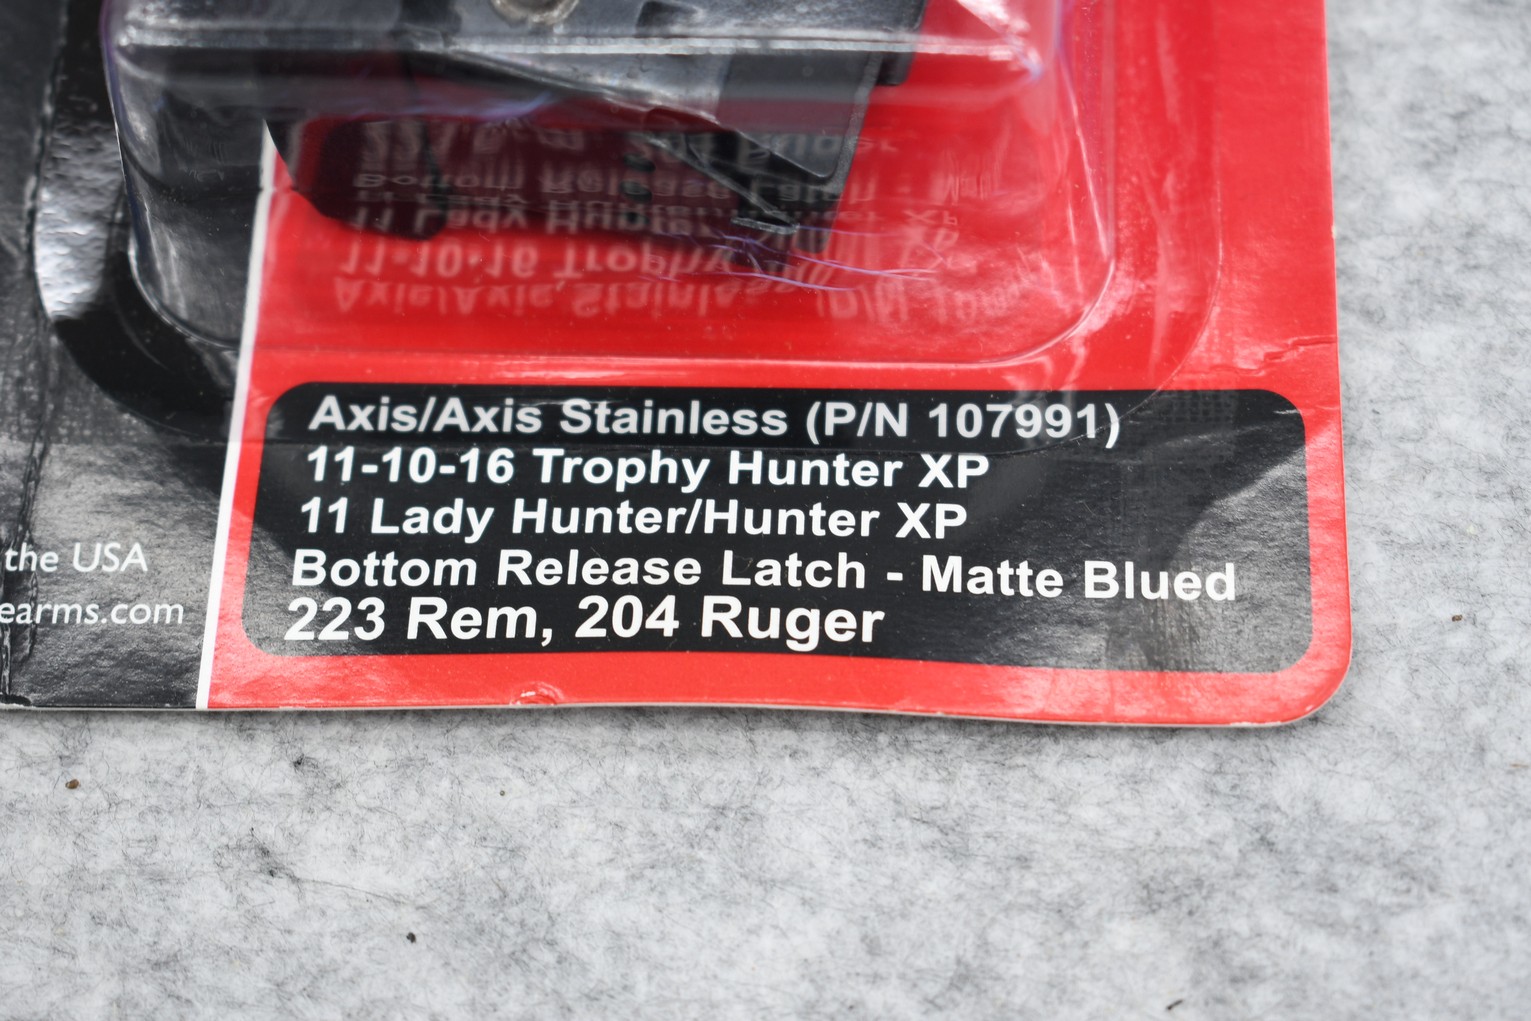 Axis/Axis Stainless (P/N 107991)
11-10-16 Trophy Hunter XP
11 Lady Hunter/Hunter XP
Bottom Release Latch - Matte Blued
223 Rem, 204 Ruger
the USA
earms.com